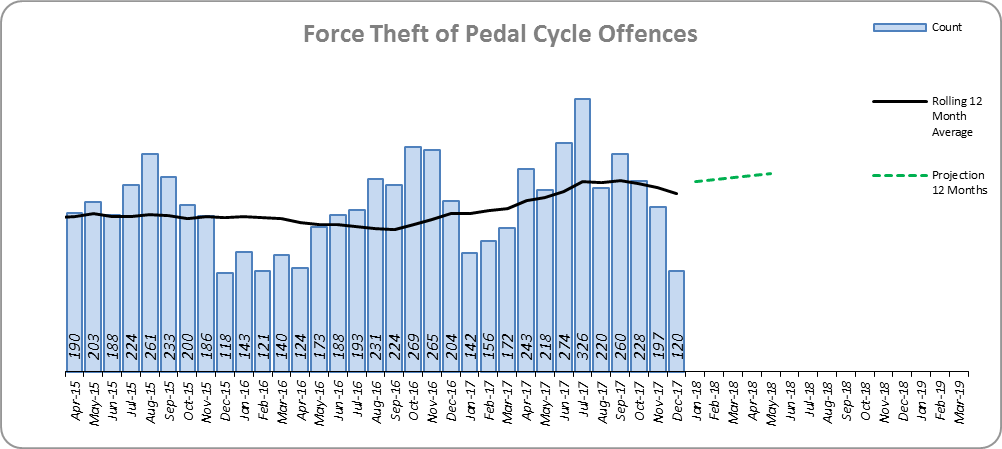 Force Theft of Pedal Cycle Offences
Count
Rolling 12
Month
Average
Projection
12 Months
190
203
188
224
261
233
200
186
118
143
121
140
124
173
188
193
231
224
269
265
204
142
156
172
243
218
274
326
220
260
228
197
120
Apr-15
May-15
Jun-15
Jul-15
Aug-15
Sep-15
Oct-15
Nov-15
Dec-15
Jan-16
Feb-16
Mar-16
Apr-16
May-16
Jun-16
Jul-16
Aug-16
Sep-16
Oct-16
Nov-16
Dec-16
Jan-17
Feb-17
Mar-17
Apr-17
May-17
Jun-17
Jul-17
Aug-17
Sep-17
Oct-17
Nov-17
Dec-17
Jan-18
Feb-18
Mar-18
Apr-18
May-18
Jun-18
Jul-18
Aug-18
Sep-18
Oct-18
Nov-18
Dec-18
Jan-19
Feb-19
Mar-19